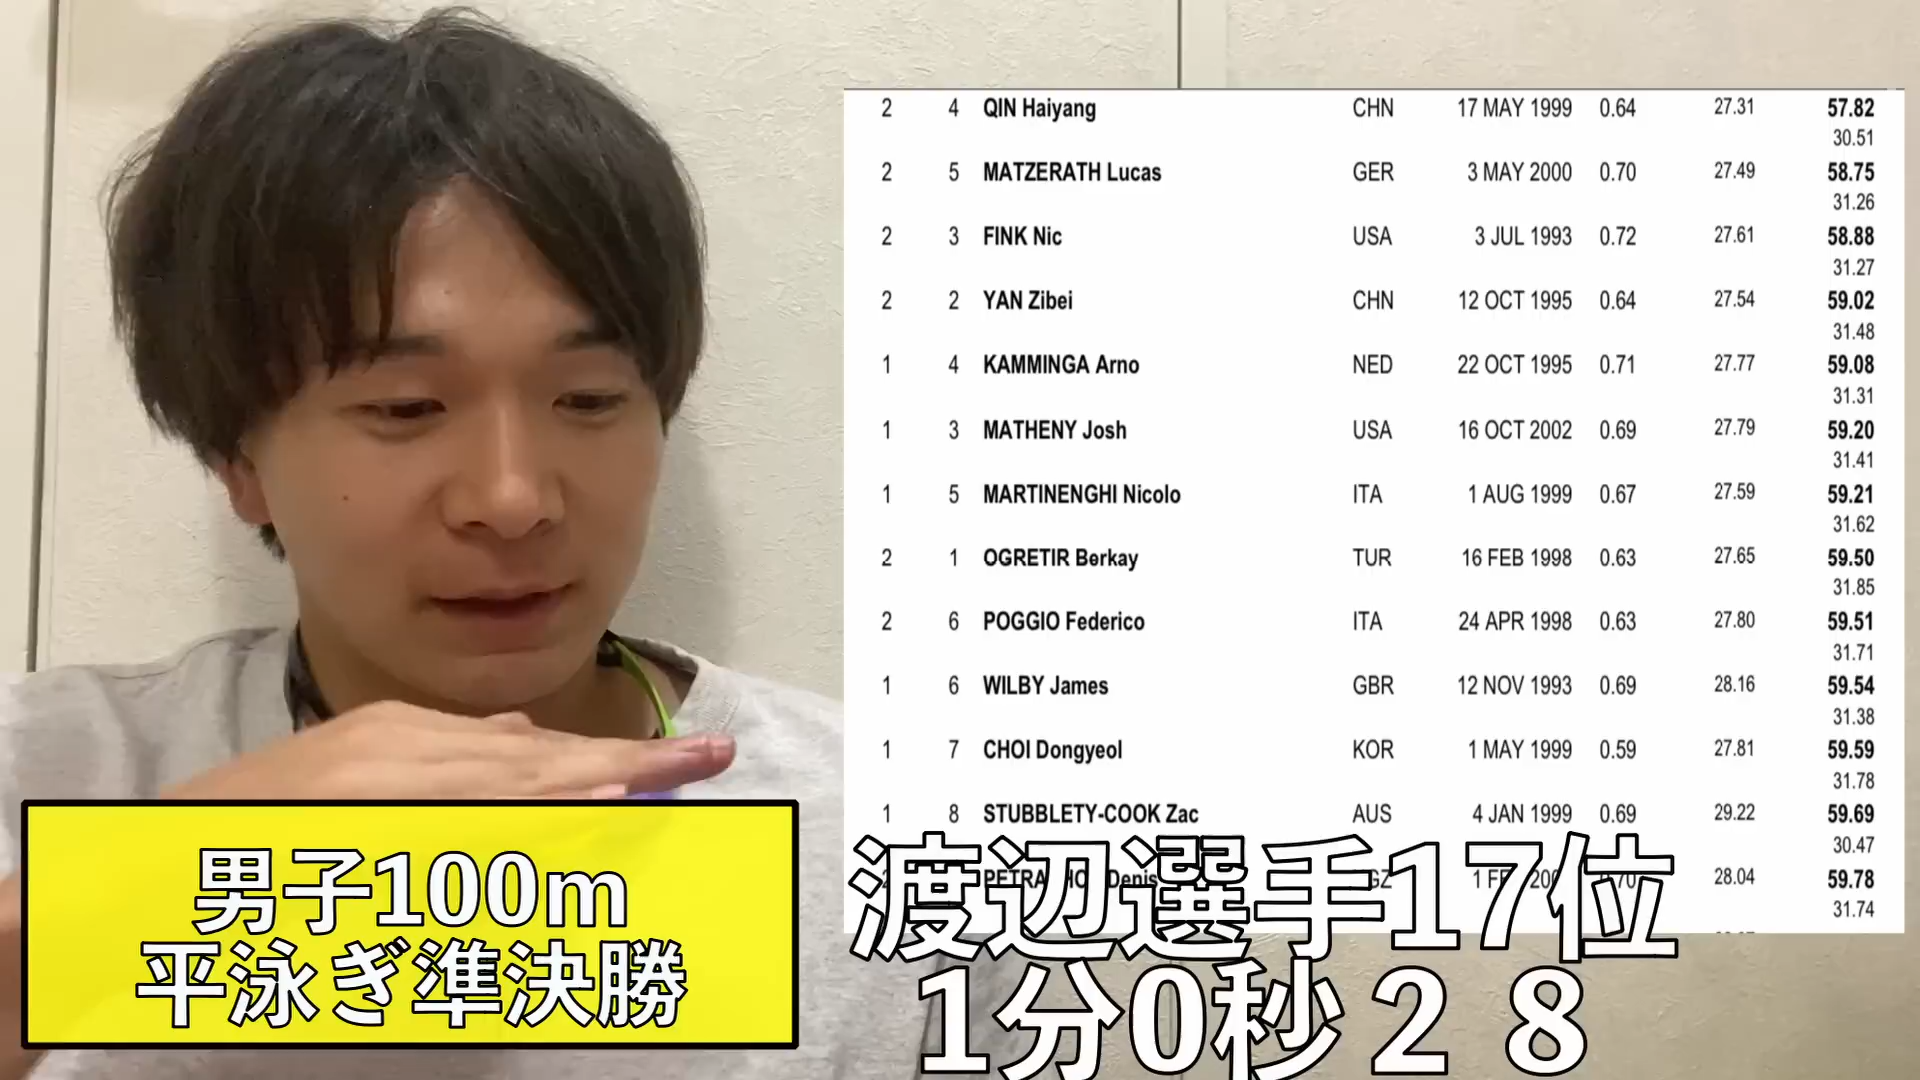 2 4 QIN Haiyang CHN 17 MAY 1999 0.64 27.31 57.82
30.51
2 5 MATZERATH Lucas GER 3 MAY 2000 0.70 27.49 58.75
31.26
2 3 FINK Nic USA 3 JUL 1993 0.72 27.61 58.88
31.27
2 2 YAN Zibei CHN 12 OCT 1995 0.64 27.54 59.02
31.48
1 4 KAMMINGA Arno NED 22 OCT 1995 0.71 27.77 59.08
31.31
1 3 MATHENY Josh USA 16 OCT 2002 0.69 27.79 59.20
31.41
1 5 MARTINENGHI Nicolo ITA 1 AUG 1999 0.67 27.59 59.21
31.62
2 1 OGRETIR Berkay TUR 16 FEB 1998 0.63 27.65 59.50
31.85
2 6 POGGIO Federico ITA 24 APR 1998 0.63 27.80 59.51
31.71
1 6 WILBY James GBR 12 NOV 1993 0.69 28.16 59.54
31.38
1 7 CHOI Dongyeol KOR 1 MAY 1999 0.59 27.81 59.59
31.78
1 8 STUBBLETY-COOK Zac AUS 4 JAN 1999 0.69 29.22 59.69
30.47
Denis 28.04 59.78
31.74
渡辺選手17位
1分0秒28
男子100m
平泳ぎ準決勝